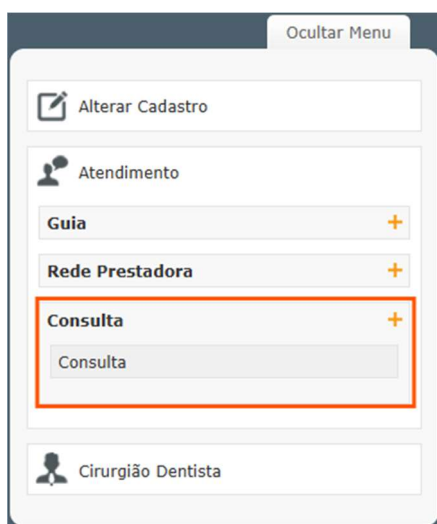 Ocultar Menu
Alterar Cadastro
Atendimento
Guia +
Rede Prestadora +
Consulta +
Consulta
Cirurgião Dentista